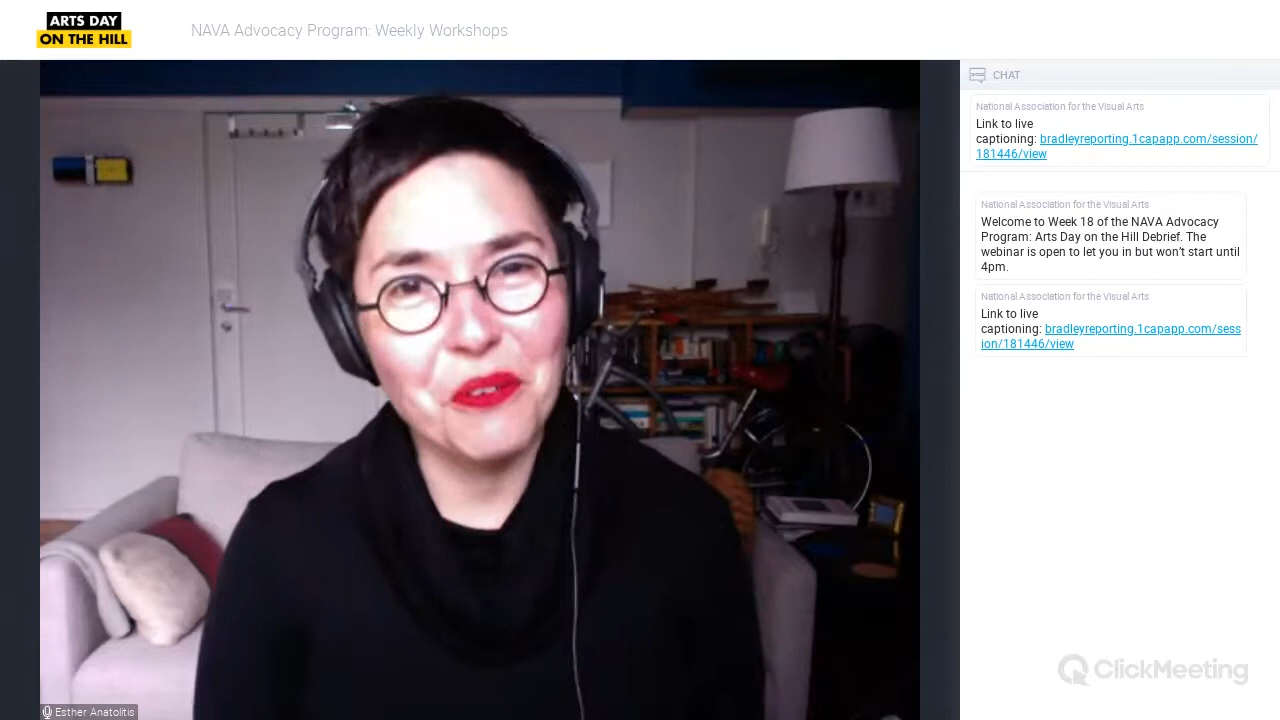 ARTS DAY
ON THE HILL
NAVA Advocacy Program: Weekly Workshops
CHAT
National Association for the Visual Arts
Link to live
captioning: bradleyreporting.1capapp.com/session/
181446/view
National Association for the Visual Arts
Welcome to Week 18 of the NAVA Advocacy
Program: Arts Day on the Hill Debrief. The
webinar is open to let you in but won't start until
4pm.
National Association for the Visual Arts
Link to live
captioning: bradleyreporting.1capapp.com/sess
ion/181446/view
ClickMeeting
Esther Anatolitis